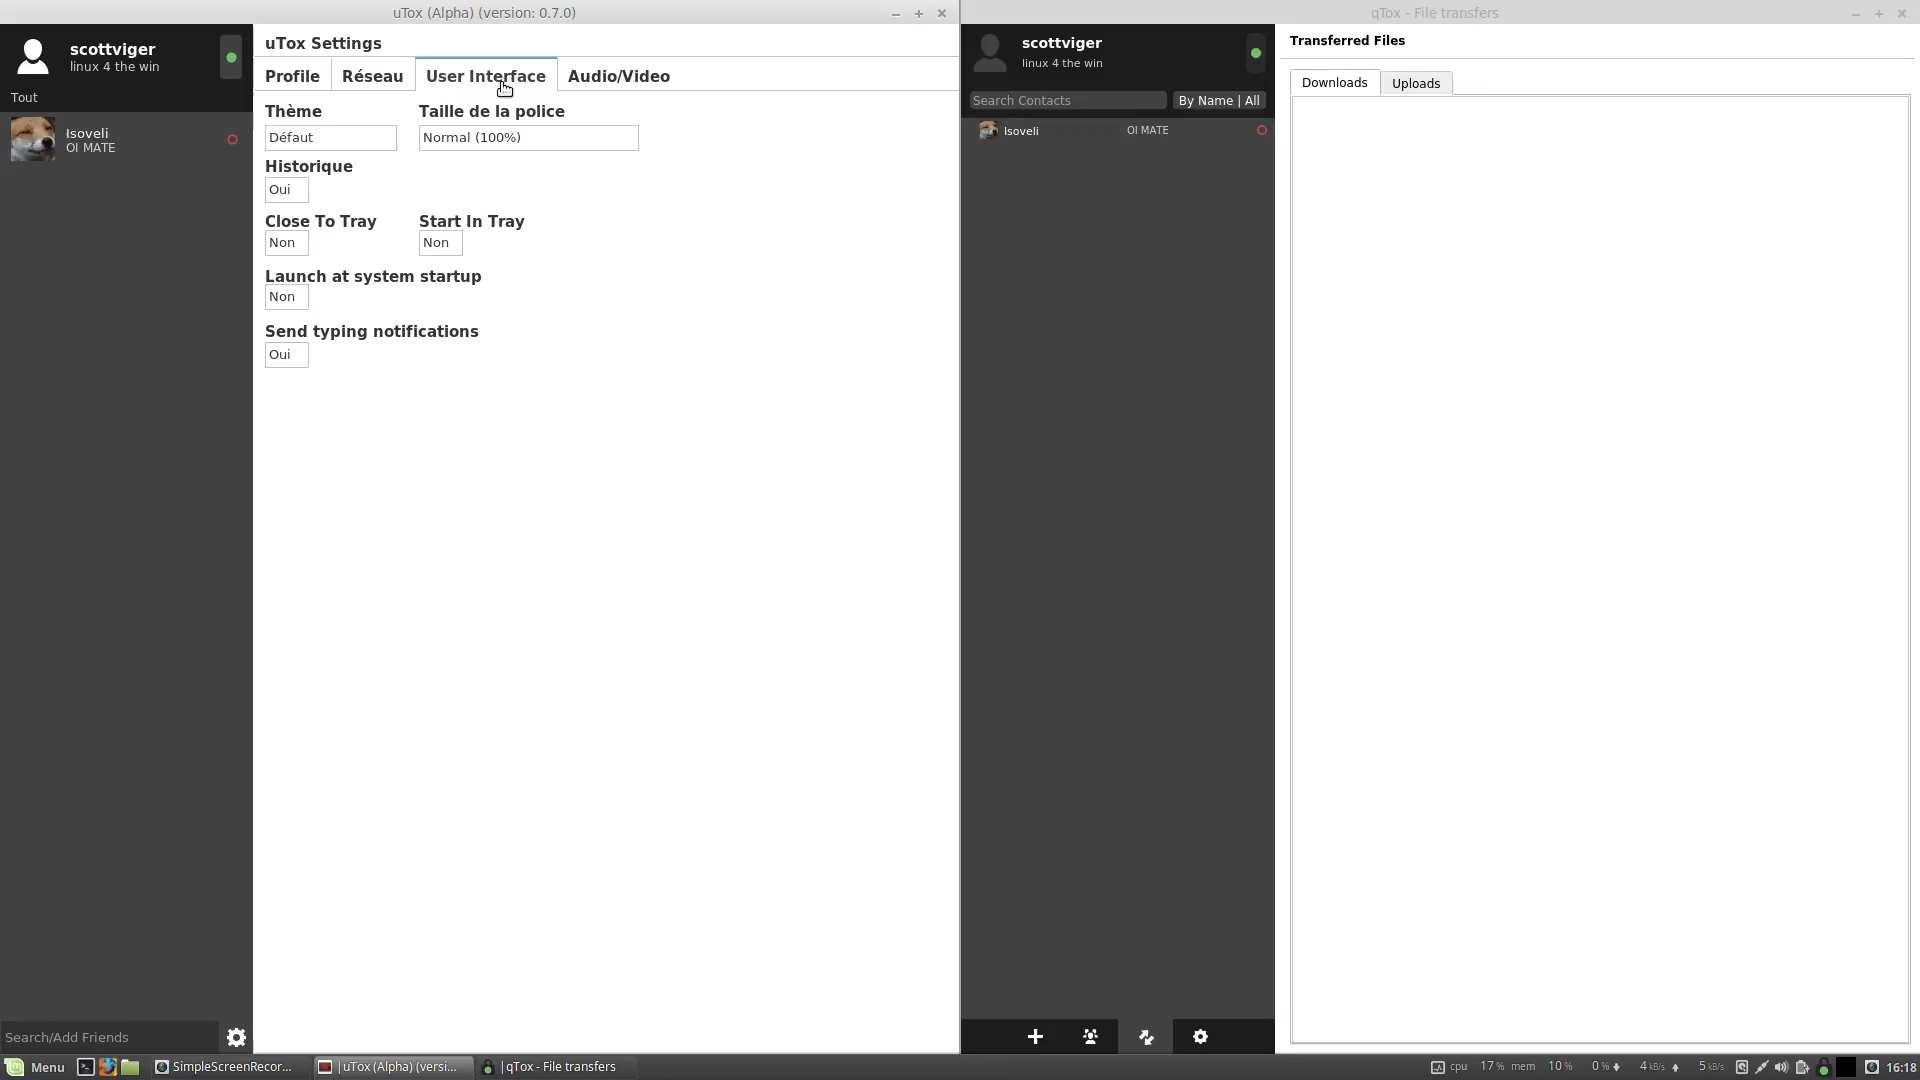 uTox (Alpha) (version: 0.7.0)
scottviger
linux 4 the win
Tout
Isoveli
OI MATE
Search/Add Friends
uTox Settings
Profile
Réseau
User Interface
Audio/Video
Thème
Taille de la police
Défaut
Normal (100%)
Historique
Oui
Close To Tray
Start In Tray
Non
Non
Launch at system startup
Non
Send typing notifications
Oui
qTox - File transfers
scottviger
linux 4 the win
Search Contacts
By Name | All
Isoveli
OI MATE
Transferred Files
Downloads
Uploads
Menu
SimpleScreenRecor...
uTox (Alpha) (versi...
qTox - File transfers
cpu 17 % mem 10 % 0 % 4 kB/s 5 kB/s
16:18